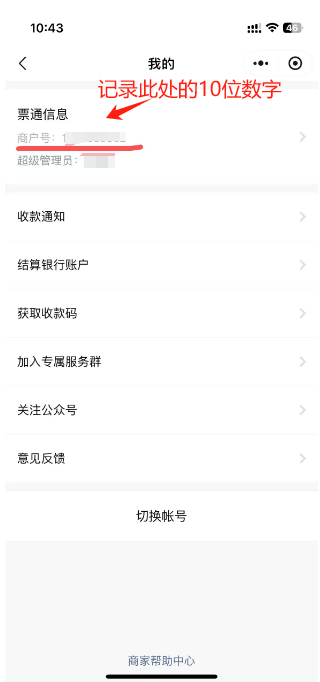 10:43
46
我的
记录此处的10位数字
票通信息
商户号：
超级管理员：
收款通知
结算银行账户
获取收款码
加入专属服务群
关注公众号
意见反馈
切换帐号
商家帮助中心